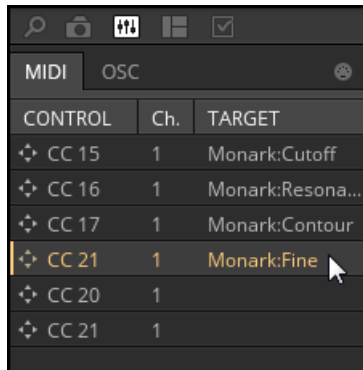 MIDI OSC
CONTROL Ch. TARGET
CC 15 1 Monark:Cutoff
CC 16 1 Monark:Resona...
CC 17 1 Monark:Contour
CC 21 1 Monark:Fine
CC 20 1
CC 21 1